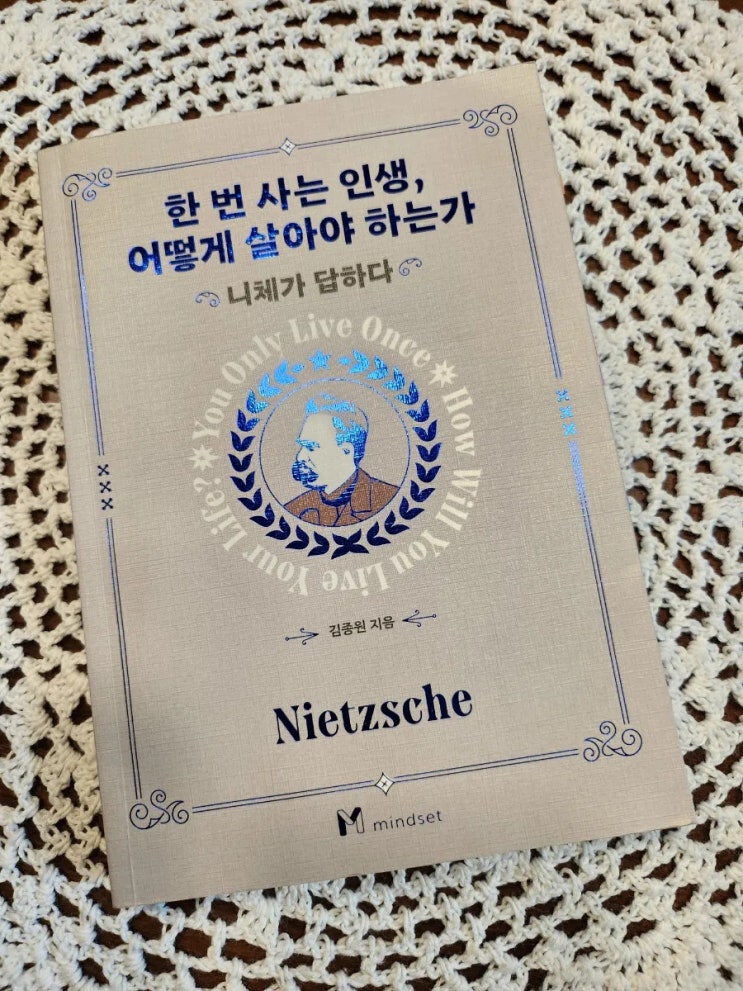 한 번 사는 인생,
어떻게 살아야 하는가
니체가 답하다
You Only Live Once
How Will You Live Your Life?
김종원 지음
Nietzsche
M mindset